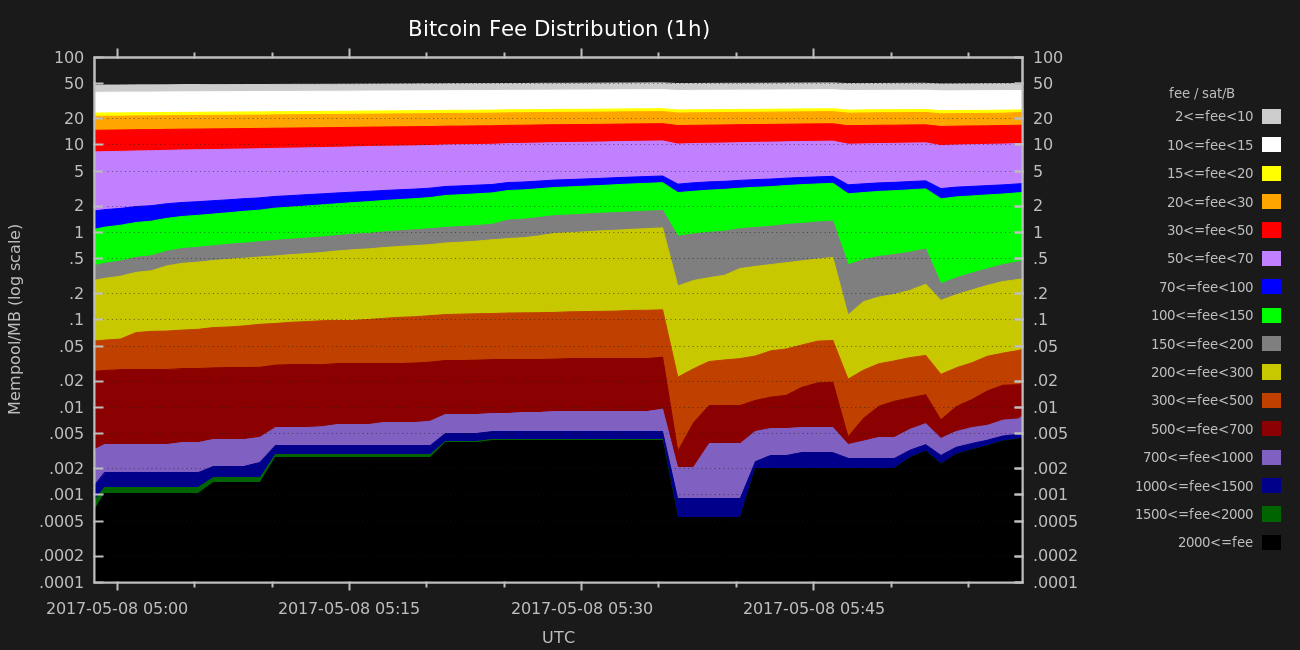 Bitcoin Fee Distribution (1h)
Mempool/MB (log scale)
100
50
20
10
5
2
1
.5
.2
.1
.05
.02
.01
.005
.002
.001
.0005
.0002
.0001
100
50
20
10
5
2
1
.5
.2
.1
.05
.02
.01
.005
.002
.001
.0005
.0002
.0001
2017-05-08 05:00
2017-05-08 05:15
2017-05-08 05:30
2017-05-08 05:45
UTC
fee / sat/B
2<=fee<10
10<=fee<15
15<=fee<20
20<=fee<30
30<=fee<50
50<=fee<70
70<=fee<100
100<=fee<150
150<=fee<200
200<=fee<300
300<=fee<500
500<=fee<700
700<=fee<1000
1000<=fee<1500
1500<=fee<2000
2000<=fee